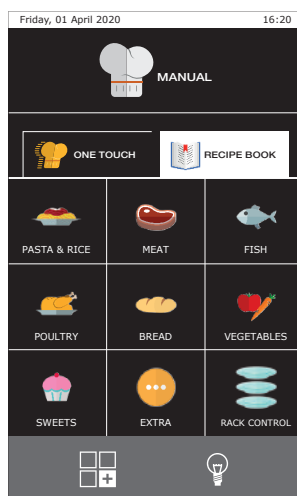 Friday, 01 April 2020 16:20
MANUAL
ONE TOUCH RECIPE BOOK
PASTA & RICE MEAT FISH
POULTRY BREAD VEGETABLES
SWEETS EXTRA RACK CONTROL